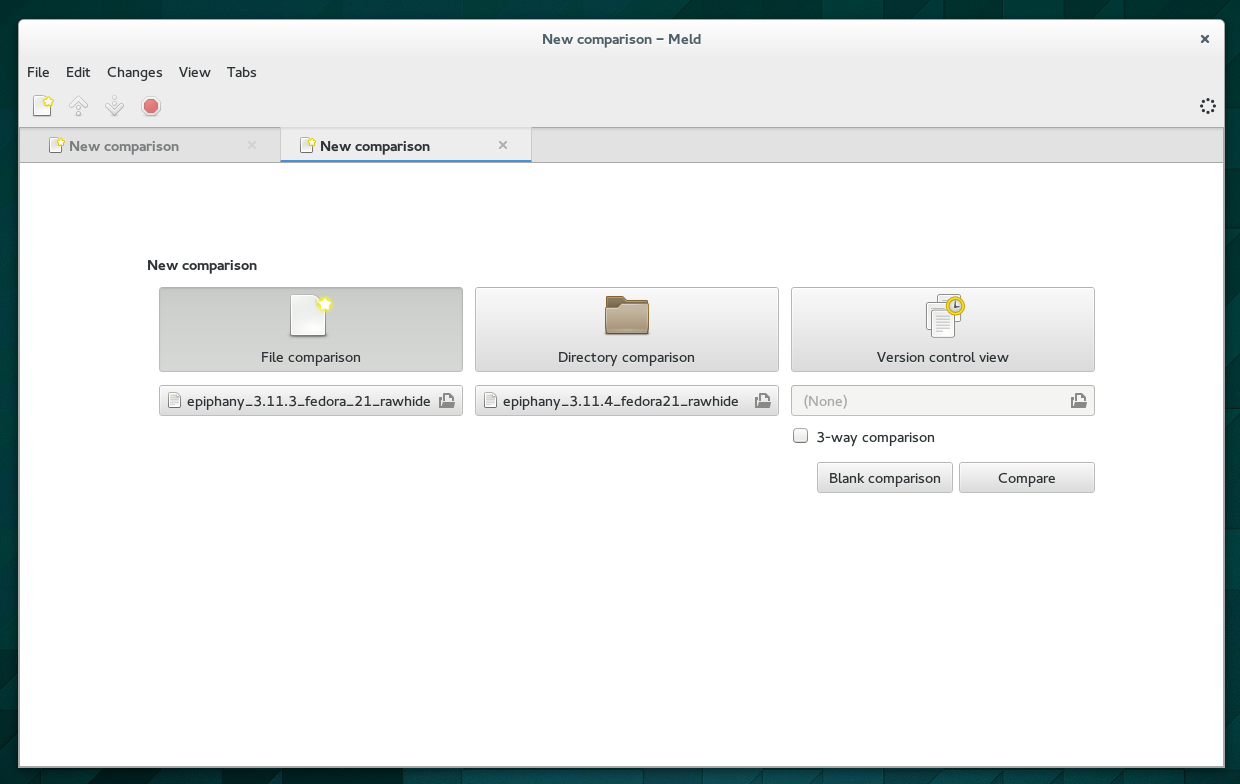 New comparison – Meld
File Edit Changes View Tabs
New comparison New comparison
New comparison
File comparison Directory comparison Version control view
epiphany_3.11.3_fedora_21_rawhide epiphany_3.11.4_fedora21_rawhide (None)
3-way comparison
Blank comparison Compare